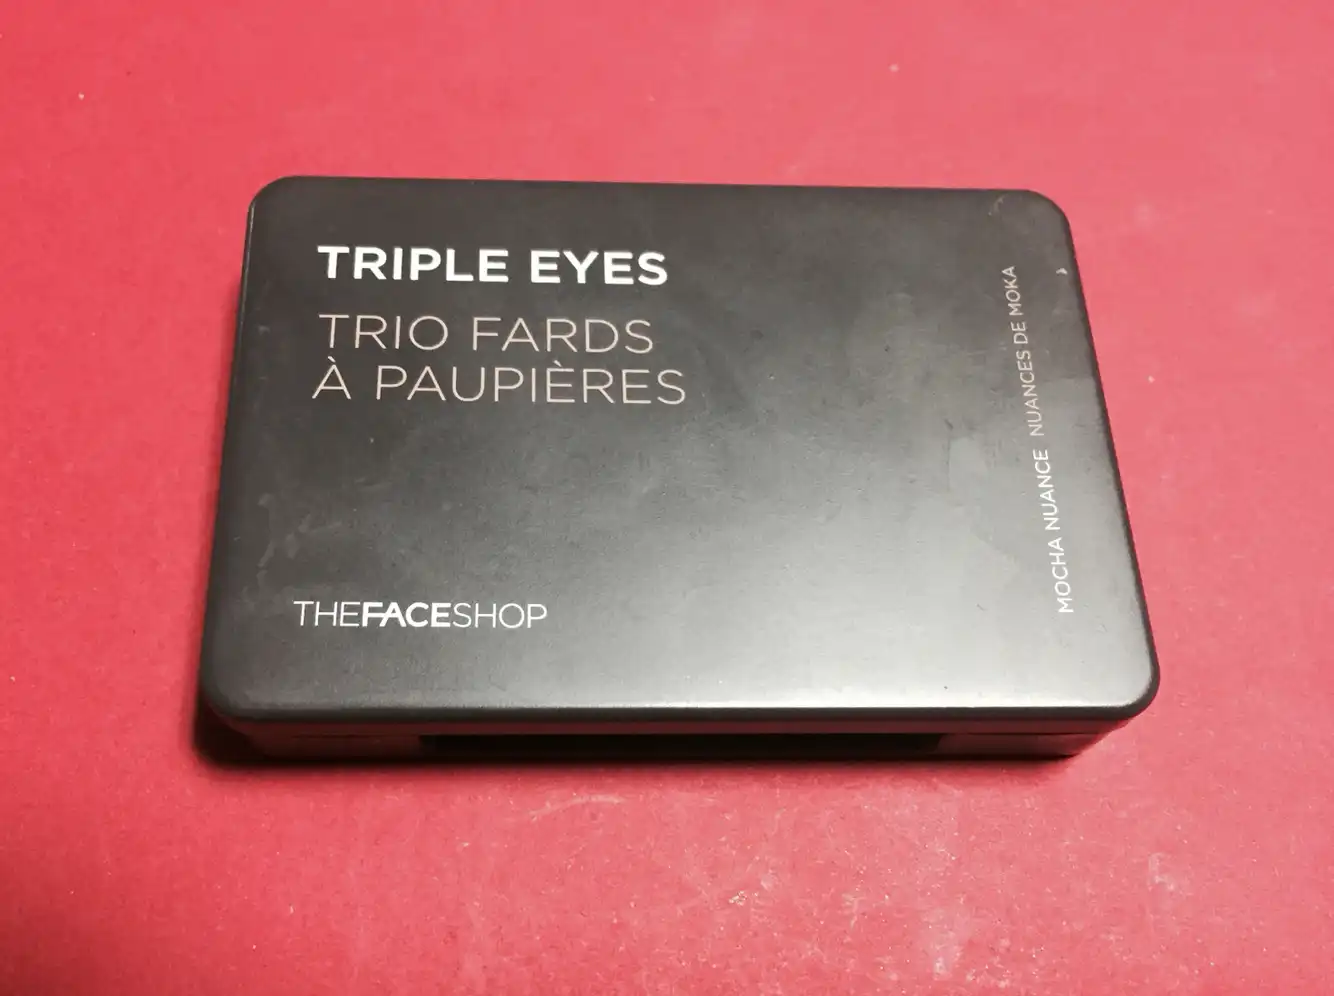 TRIPLE EYES
TRIO FARDS
À PAUPIÈRES
THEFACESHOP
MOCHA NUANCE NUANCES DE MOKA